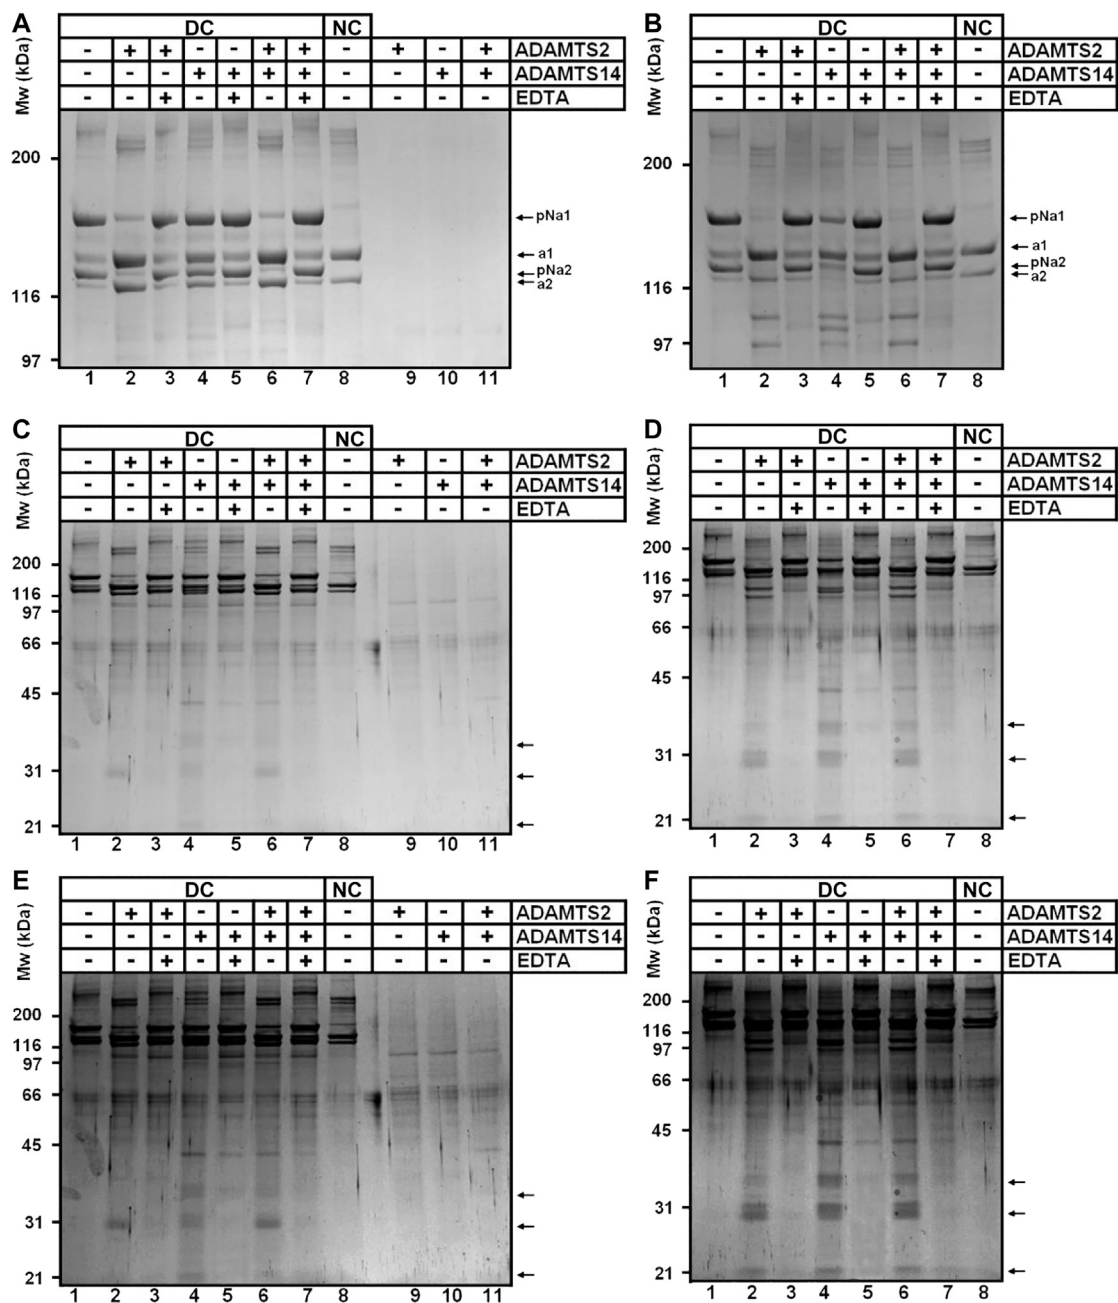 A
DC NC
- + + - - + + - + - + ADAMTS2
- - - + + + + - - + + ADAMTS14
- - + - + - + - EDTA
Mw (kDa)
200
116
97
pNa1
a1
pNa2
a2
1 2 3 4 5 6 7 8 9 10 11
B
DC NC
- + + - - + + - ADAMTS2
- - - + + + + - ADAMTS14
- - + - + - + - EDTA
Mw (kDa)
200
116
97
pNa1
a1
pNa2
a2
1 2 3 4 5 6 7 8
C
DC NC
- + + - - + + - + - + ADAMTS2
- - - + + + + - - + + ADAMTS14
- - + - + - + - EDTA
Mw (kDa)
200
116
97
66
45
31
21
1 2 3 4 5 6 7 8 9 10 11
D
DC NC
- + + - - + + - ADAMTS2
- - - + + + + - ADAMTS14
- - + - + - + - EDTA
Mw (kDa)
200
116
97
66
45
31
21
1 2 3 4 5 6 7 8
E
DC NC
- + + - - + + - + - + ADAMTS2
- - - + + + + - - + + ADAMTS14
- - + - + - + - EDTA
Mw (kDa)
200
116
97
66
45
31
21
1 2 3 4 5 6 7 8 9 10 11
F
DC NC
- + + - - + + - ADAMTS2
- - - + + + + - ADAMTS14
- - + - + - + - EDTA
Mw (kDa)
200
116
97
66
45
31
21
1 2 3 4 5 6 7 8